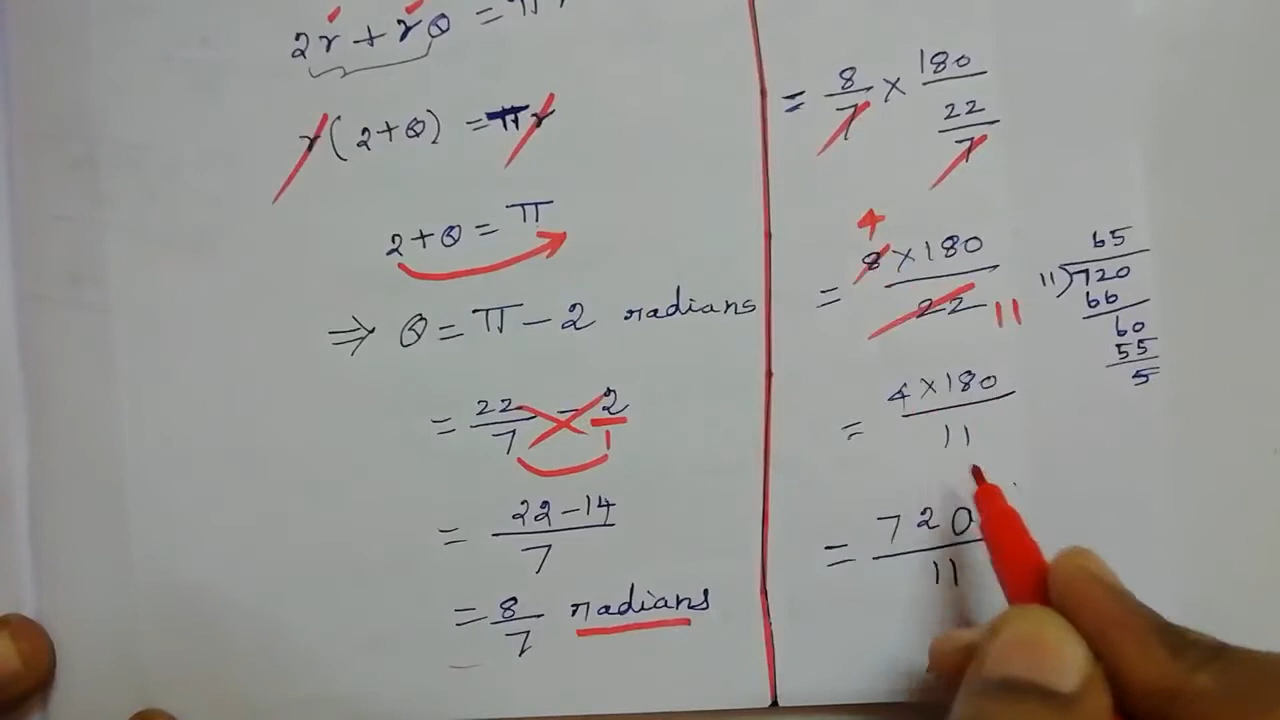 2r + rθ = π
r(2+θ) = πr
2+θ = π
⇒ θ = π - 2 radians
= 22/7 - 2/1
= 22-14/7
= 8/7 radians
= 8/7 × 180/22/7
4
= 8×180/22 11
= 4×180/11
= 720/11
65
11)720
66
60
55
5